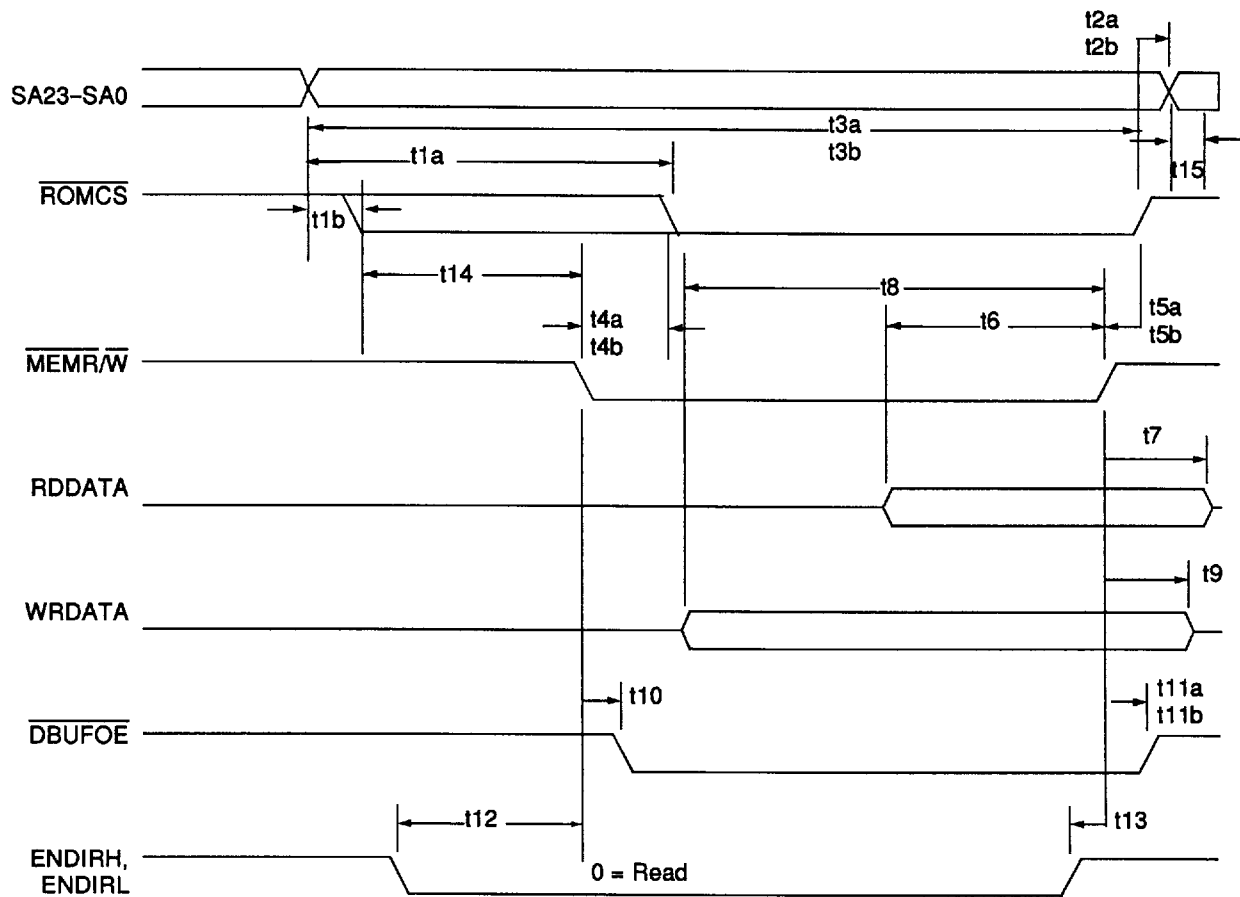 t2a
t2b
SA23–SA0
t3a
t3b
t1a
t15
ROMCS
t1b
t14
t8
t4a
t4b
t6
t5a
t5b
MEMR/W
t7
RDDATA
t9
WRDATA
t10
t11a
t11b
DBUFOE
t12
t13
ENDIRH,
ENDIRL
0 = Read